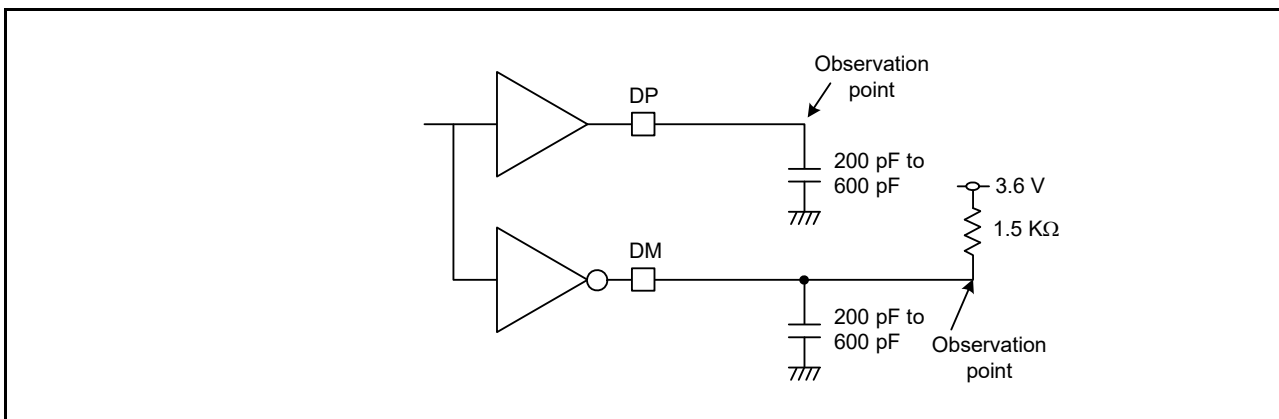 Observation
point
DP
200 pF to
600 pF
3.6 V
1.5 KΩ
DM
200 pF to
600 pF
Observation
point